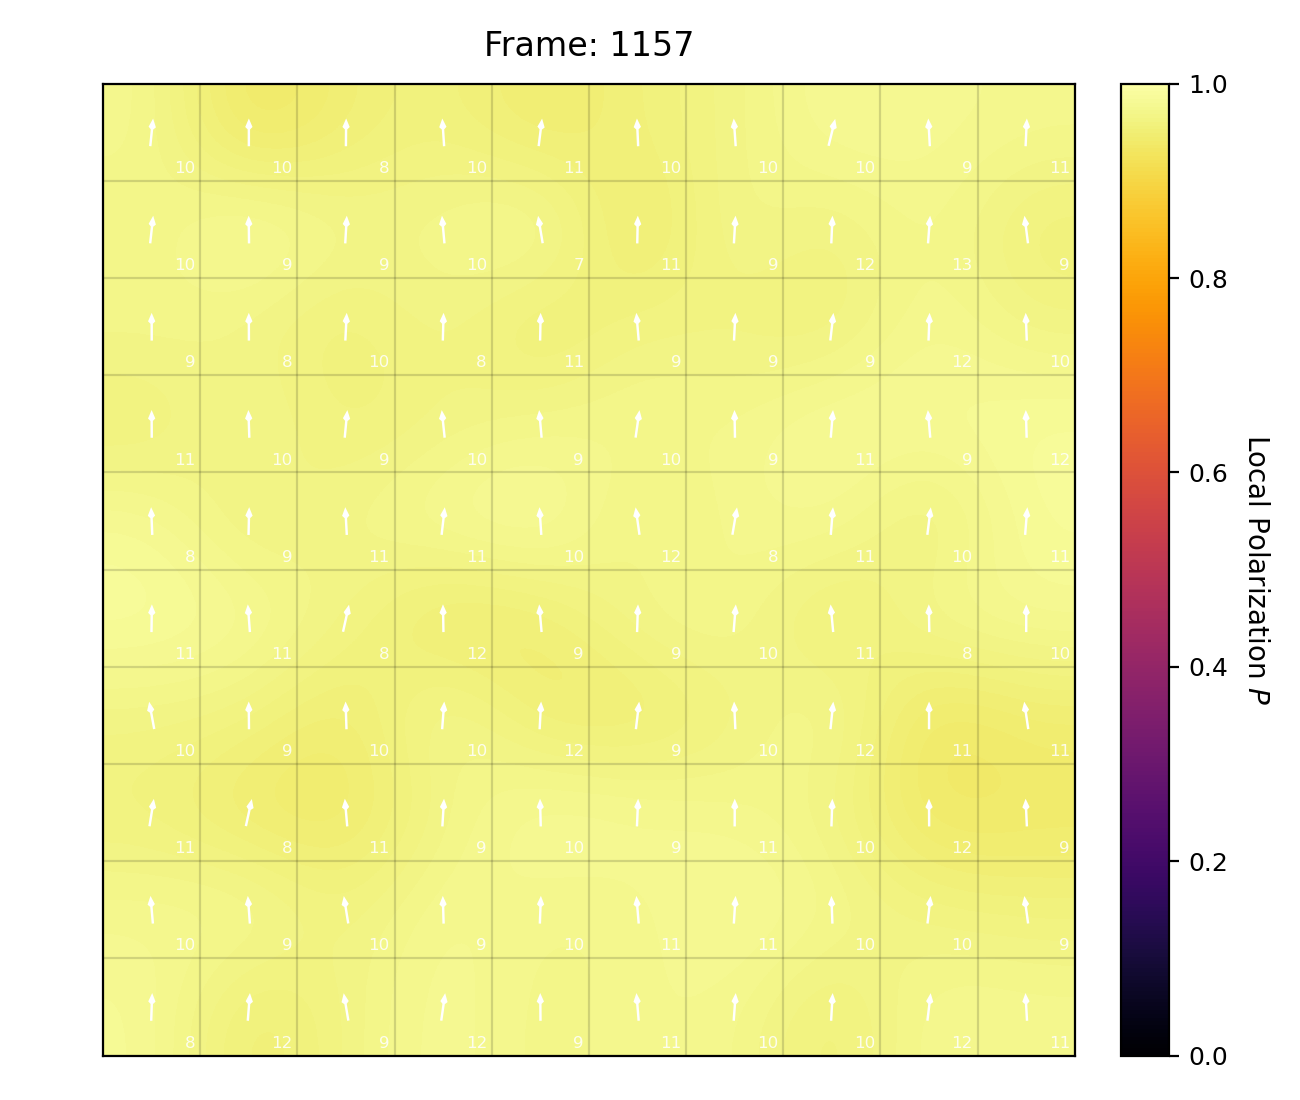 Frame: 1157
10 10 8 10 11 10 10 10 9 11
10 9 9 10 7 11 9 12 13 9
9 8 10 8 11 9 9 9 12 10
11 10 9 10 9 10 9 11 9 12
8 9 11 11 10 12 8 11 10 11
11 11 8 12 9 9 10 11 8 10
10 9 10 10 12 9 10 12 11 11
11 8 11 9 10 9 11 10 12 9
10 9 10 9 10 11 11 10 10 9
8 12 9 12 9 11 10 10 12 11
1.0
0.8
0.6
0.4
0.2
0.0
Local Polarization P